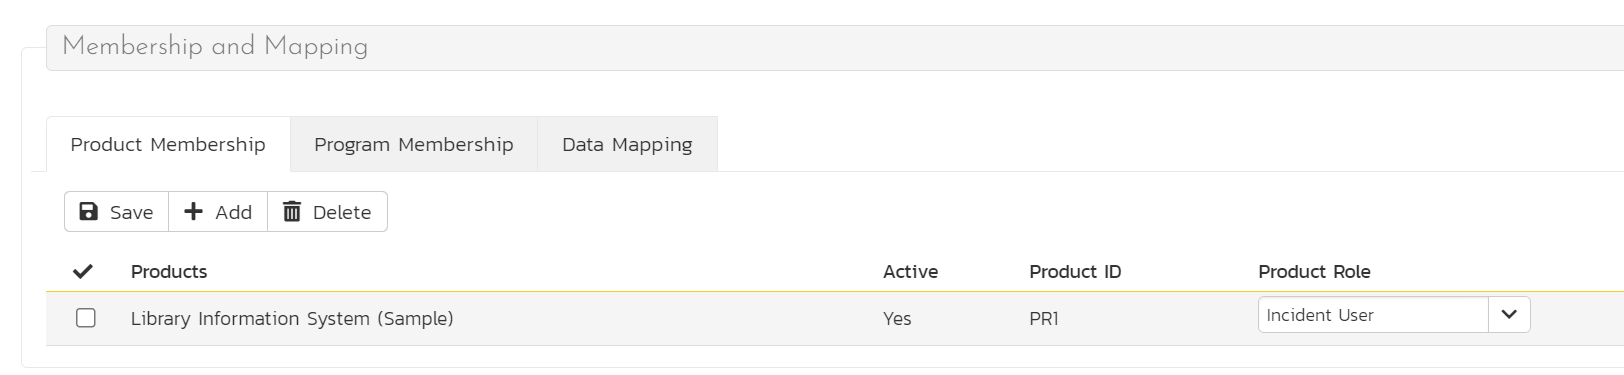 Membership and Mapping
Product Membership Program Membership Data Mapping
Save Add Delete
Products Active Product ID Product Role
Library Information System (Sample) Yes PR1 Incident User